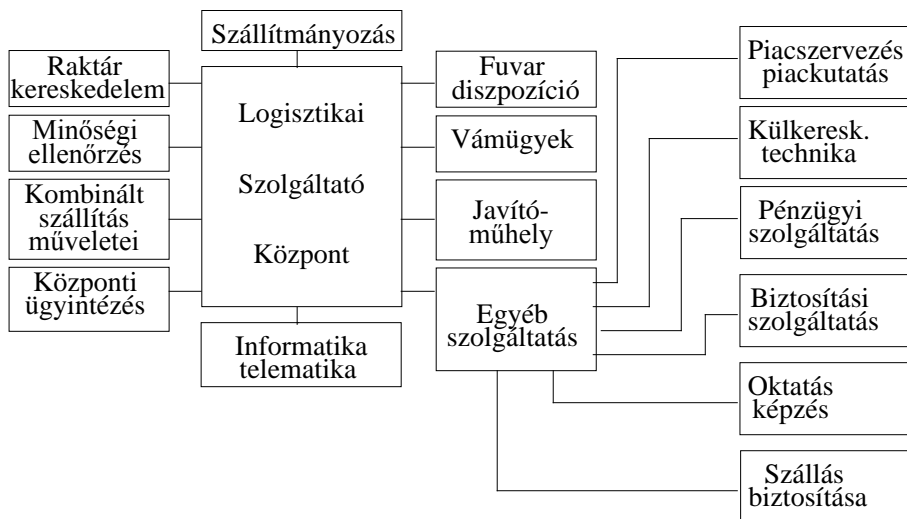 Szállítmányozás
Raktár
kereskedelem
Minőségi
ellenőrzés
Kombinált
szállítás
műveletei
Központi
ügyintézés
Logisztikai
Szolgáltató
Központ
Informatika
telematika
Fuvar
diszpozíció
Vámügyek
Javító-
műhely
Egyéb
szolgáltatás
Piacszervezés
piackutatás
Külkeresk.
technika
Pénzügyi
szolgáltatás
Biztosítási
szolgáltatás
Oktatás
képzés
Szállás
biztosítása